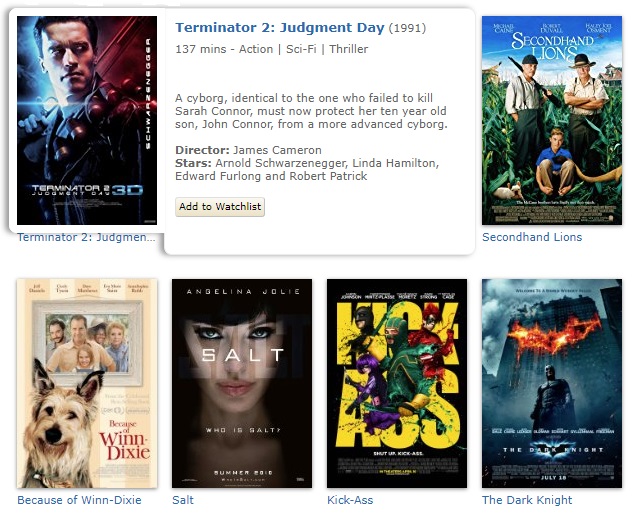 SCHWARZENEGGER
TERMINATOR 2
JUDGMENT DAY 3D
Terminator 2: Judgmen...
Terminator 2: Judgment Day (1991)
137 mins - Action | Sci-Fi | Thriller
A cyborg, identical to the one who failed to kill
Sarah Connor, must now protect her ten year old
son, John Connor, from a more advanced cyborg.
Director: James Cameron
Stars: Arnold Schwarzenegger, Linda Hamilton,
Edward Furlong and Robert Patrick
Add to Watchlist
MICHAEL CAINE
ROBERT DUVALL
HALEY JOEL OSMENT
SECONDHAND
LIONS
Secondhand Lions
Because of
Winn-Dixie
Because of Winn-Dixie
ANGELINA JOLIE
SALT
WHO IS SALT?
SUMMER 2010
Salt
KICK
ASS
SHUT UP. KICK-ASS.
Kick-Ass
WELCOME TO A WORLD WITHOUT RULES.
THE DARK KNIGHT
JULY 18
The Dark Knight